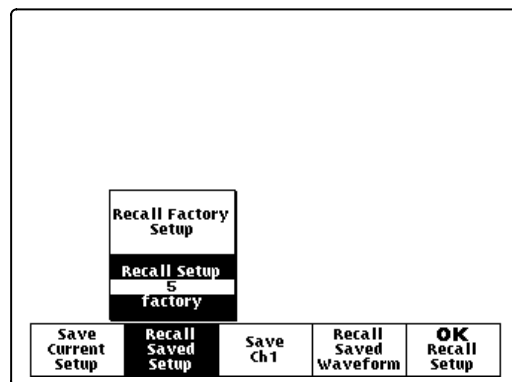 Recall Factory
Setup
Recall Setup
5
factory
Save
Current
Setup
Recall
Saved
Setup
Save
Ch1
Recall
Saved
Waveform
OK
Recall
Setup